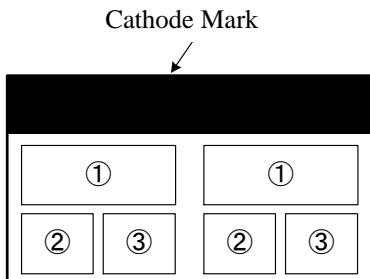 Cathode Mark
① ①
② ③ ② ③